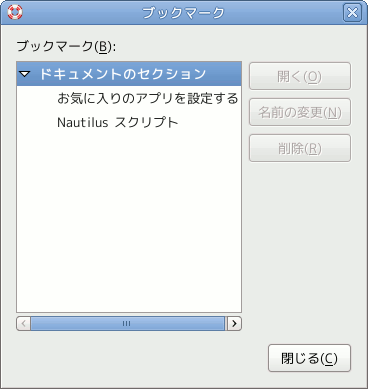 ブックマーク
ブックマーク(B):
ドキュメントのセクション
お気に入りのアプリを設定する
Nautilus スクリプト
開く(O)
名前の変更(N)
削除(R)
閉じる(C)